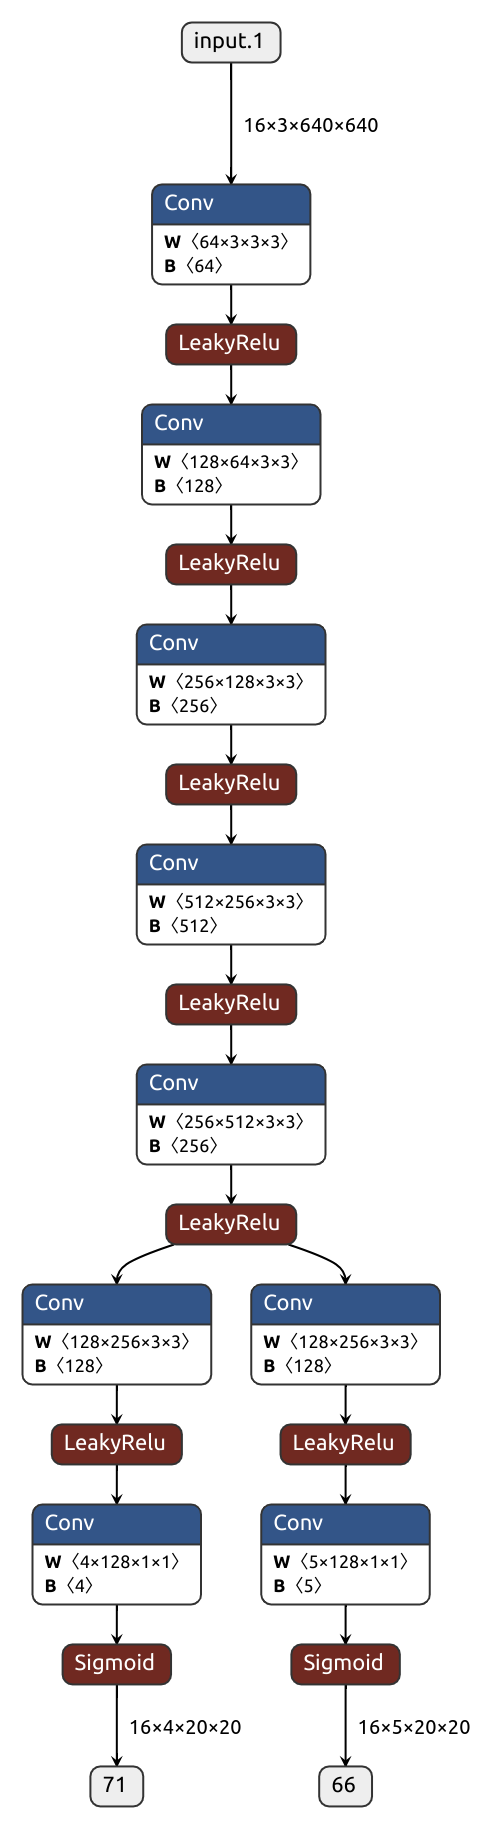 input.1
16×3×640×640
Conv
W〈64×3×3×3〉
B〈64〉
LeakyRelu
Conv
W〈128×64×3×3〉
B〈128〉
LeakyRelu
Conv
W〈256×128×3×3〉
B〈256〉
LeakyRelu
Conv
W〈512×256×3×3〉
B〈512〉
LeakyRelu
Conv
W〈256×512×3×3〉
B〈256〉
LeakyRelu
Conv
W〈128×256×3×3〉
B〈128〉
LeakyRelu
Conv
W〈4×128×1×1〉
B〈4〉
Sigmoid
16×4×20×20
71
Conv
W〈128×256×3×3〉
B〈128〉
LeakyRelu
Conv
W〈5×128×1×1〉
B〈5〉
Sigmoid
16×5×20×20
66